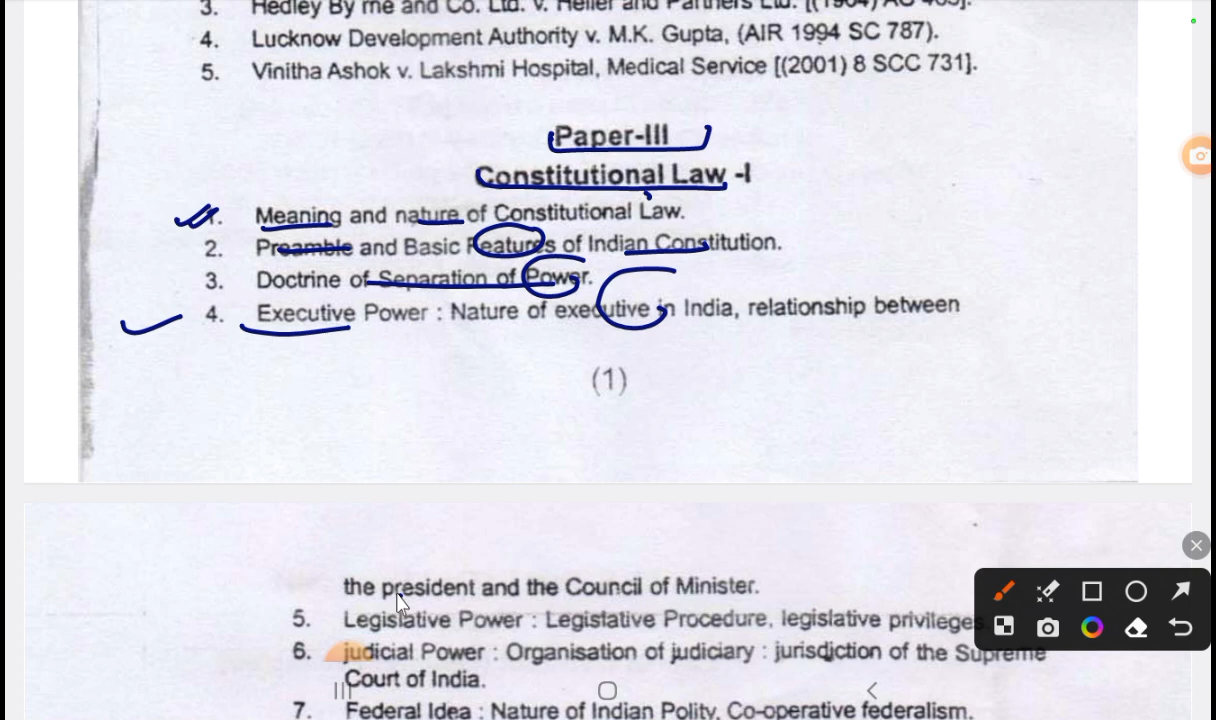 3. Hedley By rne and Co. Ltd. v. Heller and Partners Ltd. [(1964) AC 465].
4. Lucknow Development Authority v. M.K. Gupta, (AIR 1994 SC 787).
5. Vinitha Ashok v. Lakshmi Hospital, Medical Service [(2001) 8 SCC 731].
Paper-III
Constitutional Law -I
1. Meaning and nature of Constitutional Law.
2. Preamble and Basic Features of Indian Constitution.
3. Doctrine of Separation of Power.
4. Executive Power : Nature of executive in India, relationship between
(1)
the president and the Council of Minister.
5. Legislative Power : Legistative Procedure, legislative privileges
6. judicial Power : Organisation of judiciary : jurisdiction of the Supreme
Court of India.
7. Federal Idea : Nature of Indian Polity, Co-operative federalism.